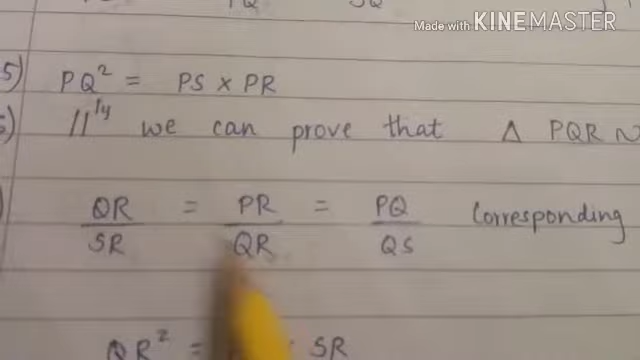 Made with KINEMASTER
5) PQ² = PS × PR
||ly we can prove that Δ PQR ~
QR/SR = PR/QR = PQ/QS Corresponding
QR² = SR